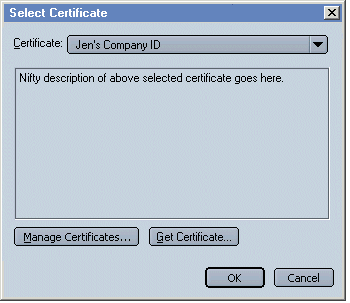 Select Certificate
Certificate: Jen's Company ID
Nifty description of above selected certificate goes here.
Manage Certificates... Get Certificate...
OK Cancel